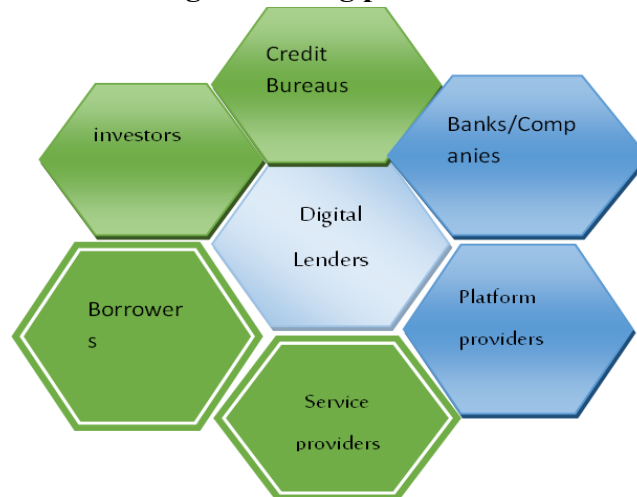 Credit
Bureaus
investors
Banks/Comp
anies
Digital
Lenders
Borrower
s
Platform
providers
Service
providers